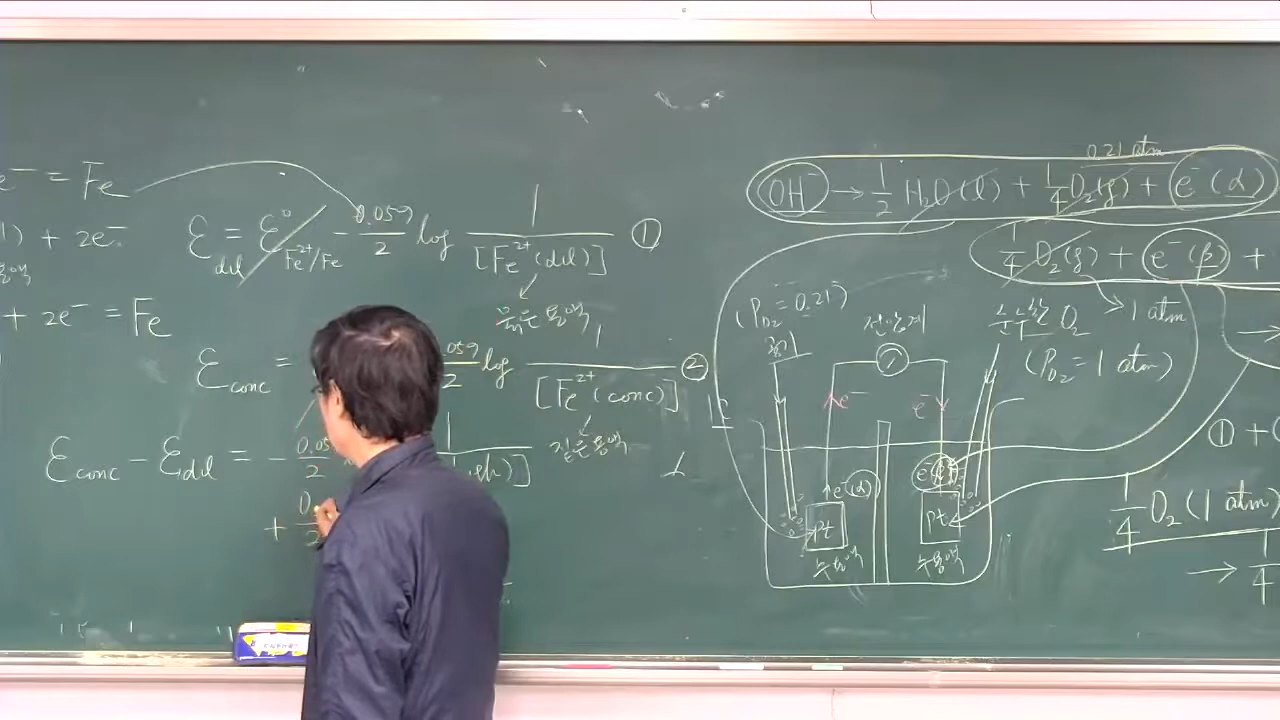 e⁻ = Fe
) + 2e⁻
+ 2e⁻ = Fe
ε_dil = ε°_Fe²⁺/Fe - 0.059/2 log 1/[Fe²⁺(dil)] ①
묽은 용액
ε_conc = 059/2 log 1/[Fe²⁺(conc)] ②
짙은 용액
ε_conc - ε_dil = - 0.05/2 1/ )]
+ 0./2
OH⁻ → 1/2 H₂O(l) + 1/4 O₂(g) + e⁻(α)
0.21 atm
1/4 O₂(g) + e⁻(β) +
1 atm
(P_O₂ = 0.21)
공기
전압계
순수한 O₂
(P_O₂ = 1 atm)
e⁻ e⁻
e⁻(α)
Pt Pt
수용액 수용액
① +
1/4 O₂(1 atm)
→ 1/4